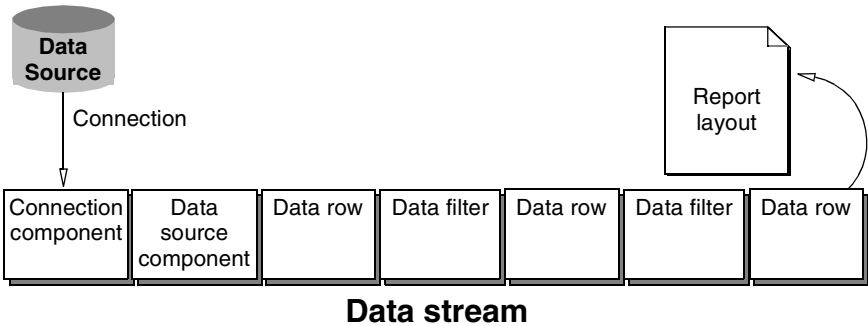 Data
Source
Connection
Report
layout
Connection
component
Data
source
component
Data row
Data filter
Data row
Data filter
Data row
Data stream